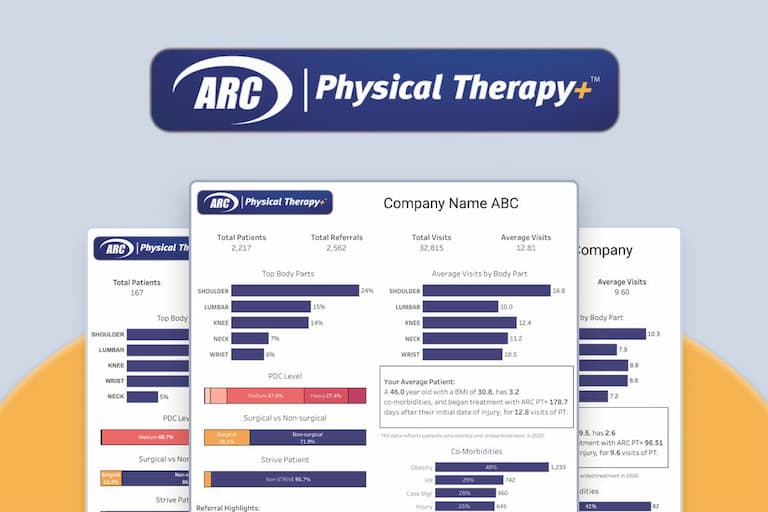 ARC | Physical Therapy+™
ARC | Physical Therapy+
Company Name ABC
Total Patients
2,217
Total Referrals
2,562
Total Visits
32,815
Average Visits
12.81
Top Body Parts
SHOULDER 24%
LUMBAR 15%
KNEE 14%
NECK 7%
WRIST 6%
Average Visits by Body Part
SHOULDER 16.8
LUMBAR 10.0
KNEE 12.4
NECK 11.2
WRIST 10.5
PDC Level
Medium 47.6% Heavy 27.4%
Surgical vs Non-surgical
Surgical
Non-surgical
71.9%
Strive Patient
Non-STRIVE 95.7%
Referral Highlights:
Your Average Patient:
A 46.0 year old with a BMI of 30.8, has 3.2
co-morbidities, and began treatment with ARC PT+ 178.7
days after their initial date of injury, for 12.8 visits of PT.
*All data reflects patients who started and ended treatment in 2020.
Co-Morbidities
Obesity 48% 1,233
HX 29% 742
Case Mgr 26% 660
Injury 25% 645
ARC | Physical Th
Total Patients
167
Top Body
SHOULDER
LUMBAR
KNEE
WRIST
NECK 5%
PDC Lev
Medium 68.7%
Surgical vs No
Surgical
Strive Pat
Company
Average Visits
9.60
by Body Part
10.3
7.9
8.8
8.8
7.2
9.5, has 2.6
tment with ARC PT+ 96.51
injury, for 9.6 visits of PT.
ended treatment in 2020.
dities
41% 82